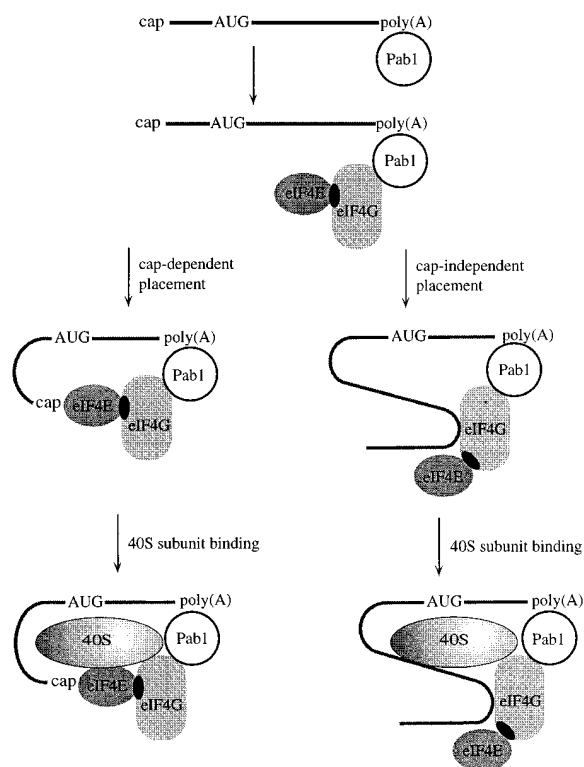 cap AUG poly(A)
Pab1
cap AUG poly(A)
Pab1
eIF4E
eIF4G
cap-dependent
placement
cap-independent
placement
AUG poly(A)
Pab1
cap eIF4E
eIF4G
AUG poly(A)
Pab1
eIF4G
eIF4E
40S subunit binding
40S subunit binding
AUG poly(A)
40S
Pab1
cap eIF4E
eIF4G
AUG poly(A)
40S
Pab1
eIF4G
eIF4E